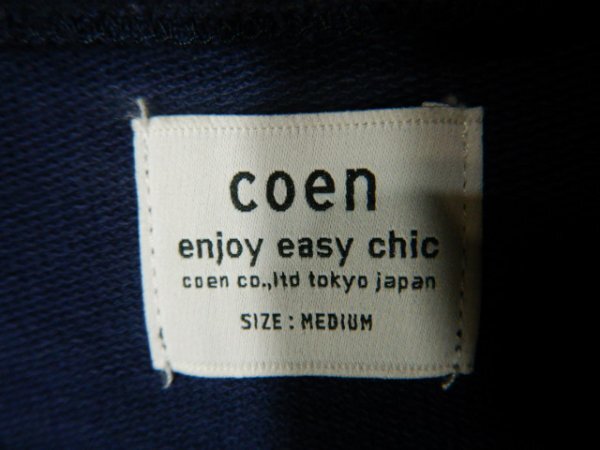 coen
enjoy easy chic
coen co.,ltd tokyo japan
SIZE : MEDIUM